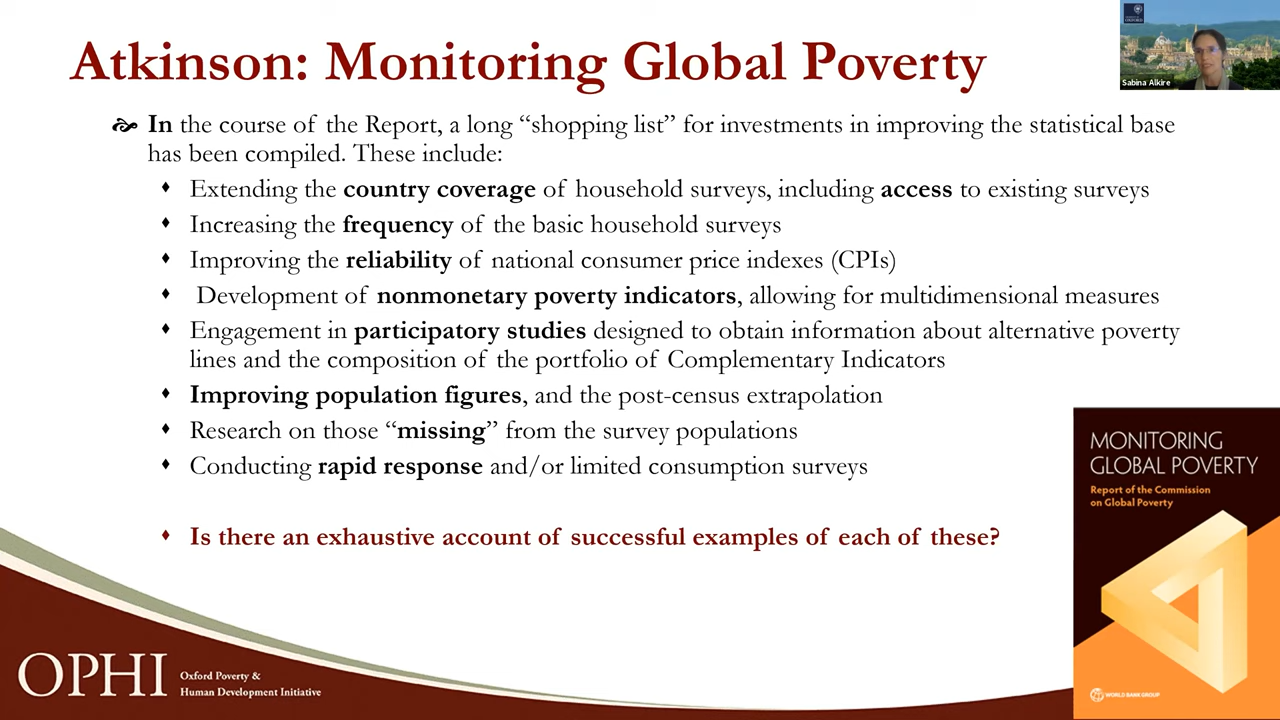 Atkinson: Monitoring Global Poverty
Sabina Alkire
In the course of the Report, a long “shopping list” for investments in improving the statistical base
has been compiled. These include:
Extending the country coverage of household surveys, including access to existing surveys
Increasing the frequency of the basic household surveys
Improving the reliability of national consumer price indexes (CPIs)
Development of nonmonetary poverty indicators, allowing for multidimensional measures
Engagement in participatory studies designed to obtain information about alternative poverty
lines and the composition of the portfolio of Complementary Indicators
Improving population figures, and the post-census extrapolation
Research on those “missing” from the survey populations
Conducting rapid response and/or limited consumption surveys
Is there an exhaustive account of successful examples of each of these?
MONITORING
GLOBAL POVERTY
Report of the Commission
on Global Poverty
WORLD BANK GROUP
OPHI
Oxford Poverty &
Human Development Initiative